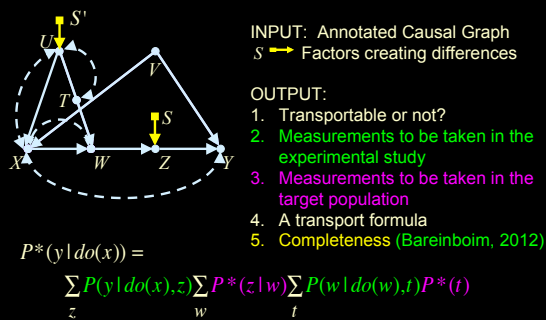 S'
U
V
T
S
X
W
Z
Y
INPUT: Annotated Causal Graph
S Factors creating differences
OUTPUT:
1. Transportable or not?
2. Measurements to be taken in the
experimental study
3. Measurements to be taken in the
target population
4. A transport formula
5. Completeness (Bareinboim, 2012)
P*(y | do(x)) =
∑z P(y | do(x), z) ∑w P*(z | w) ∑t P(w | do(w), t) P*(t)